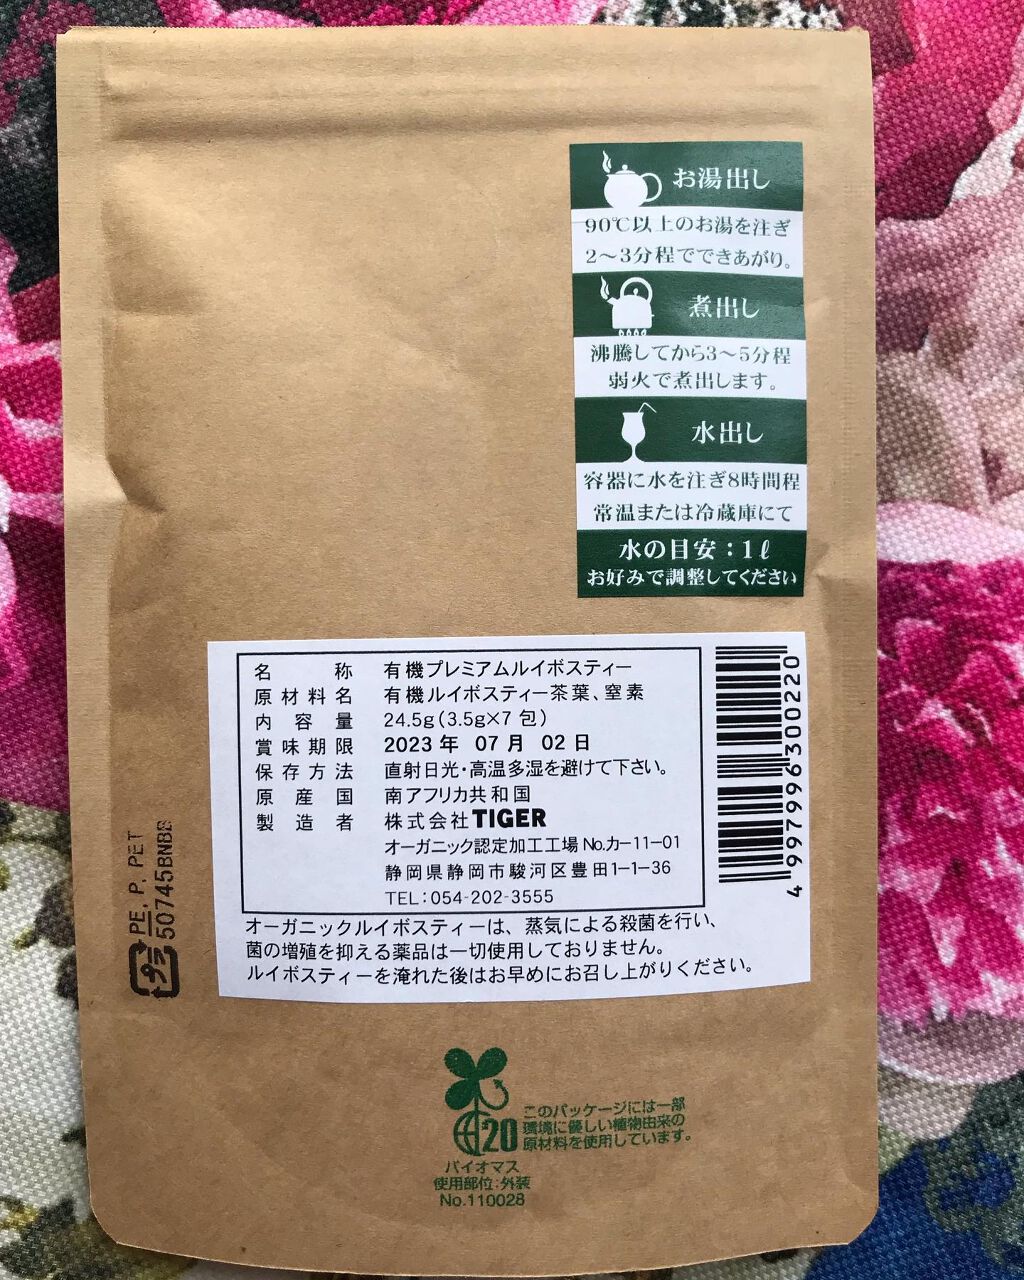 お湯出し
90℃以上のお湯を注ぎ
2〜3分程でできあがり。
煮出し
沸騰してから3〜5分程
弱火で煮出します。
水出し
容器に水を注ぎ8時間程
常温または冷蔵庫にて
水の目安：1ℓ
お好みで調整してください
名称 有機プレミアムルイボスティー
原材料名 有機ルイボスティー茶葉、窒素
内容量 24.5g(3.5g×7包)
賞味期限 2023年 07月 02日
保存方法 直射日光・高温多湿を避けて下さい。
原産国 南アフリカ共和国
製造者 株式会社TIGER
オーガニック認定加工工場 No.カー11-01
静岡県静岡市駿河区豊田1-1-36
TEL:054-202-3555
4997996300220
オーガニックルイボスティーは、蒸気による殺菌を行い、
菌の増殖を抑える薬品は一切使用しておりません。
ルイボスティーを淹れた後はお早めにお召し上がりください。
プラ
PE, P, PET
50745BNBB
20
このパッケージには一部
環境に優しい植物由来の
原材料を使用しています。
バイオマス
使用部位:外装
No.110028